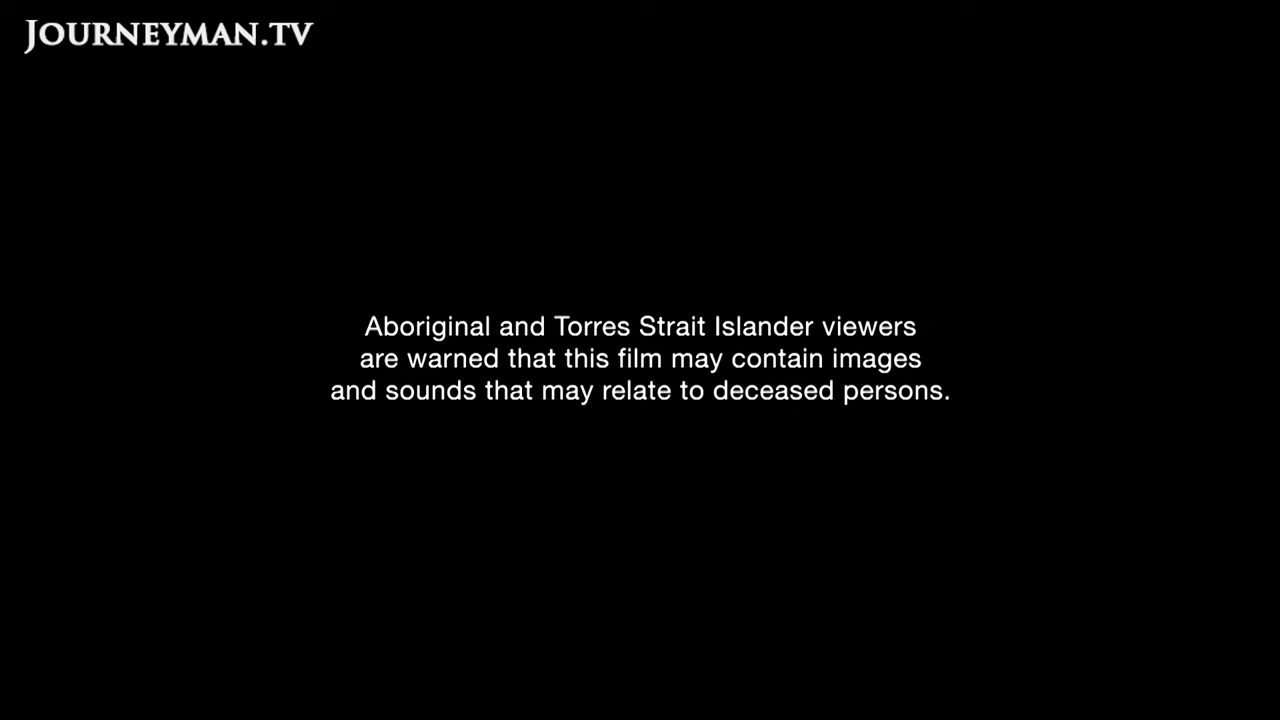 JOURNEYMAN.TV
Aboriginal and Torres Strait Islander viewers
are warned that this film may contain images
and sounds that may relate to deceased persons.